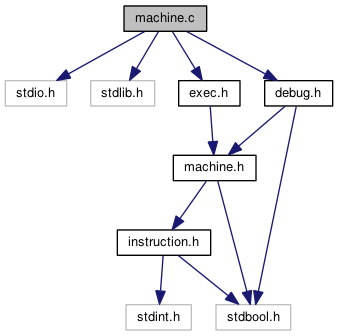 machine.c
stdio.h
stdlib.h
exec.h
debug.h
machine.h
instruction.h
stdint.h
stdbool.h